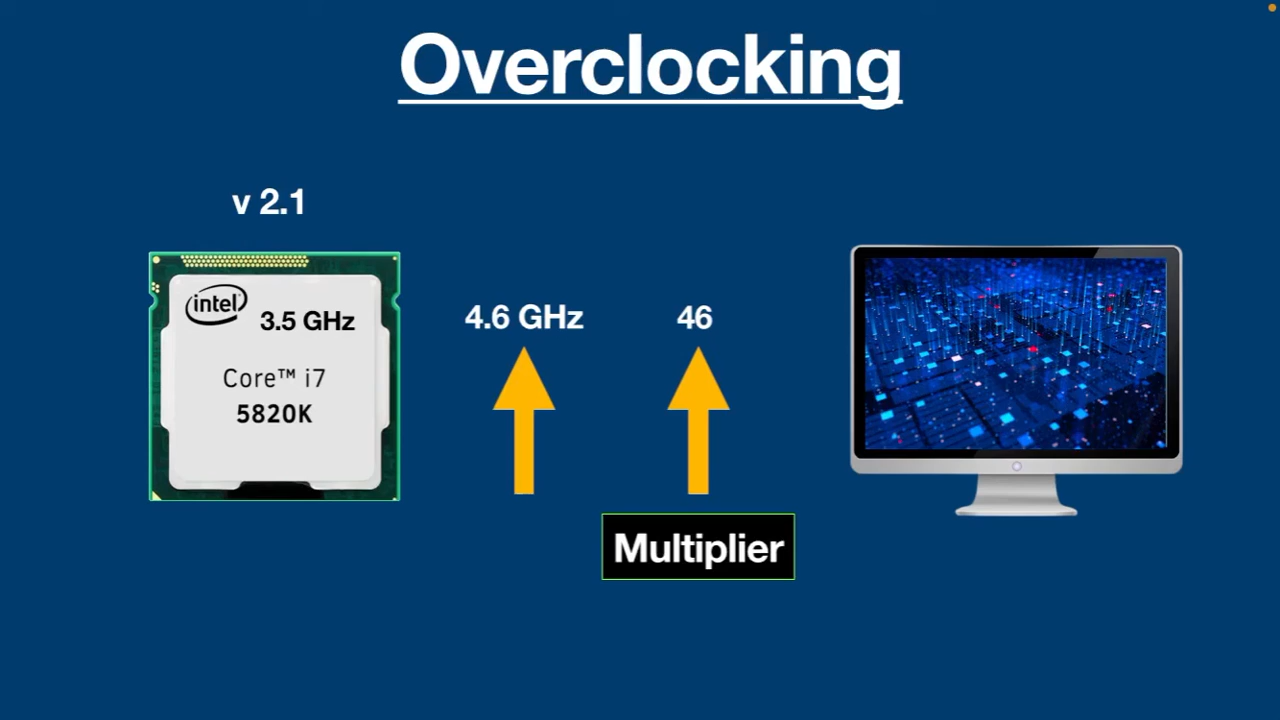 Overclocking
v 2.1
intel
3.5 GHz
Core™ i7
5820K
4.6 GHz
46
Multiplier